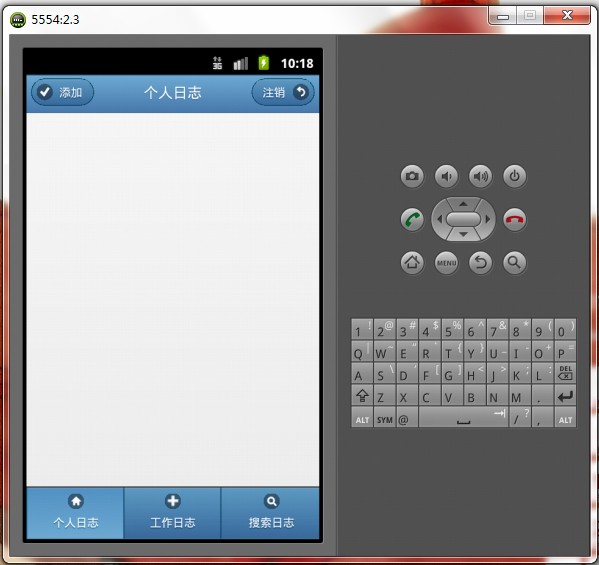 5554:2.3
3G 10:18
添加 个人日志 注销
个人日志 工作日志 搜索日志
MENU
1 ! 2 @ 3 # 4 $ 5 % 6 ^ 7 & 8 * 9 ( 0 )
Q | W ~ E " R ` T { Y } U _ I - O + P =
A S \ D ' F [ G ] H < J > K ; L : DEL
Z X C V B N M .
ALT SYM @ / ? , ALT